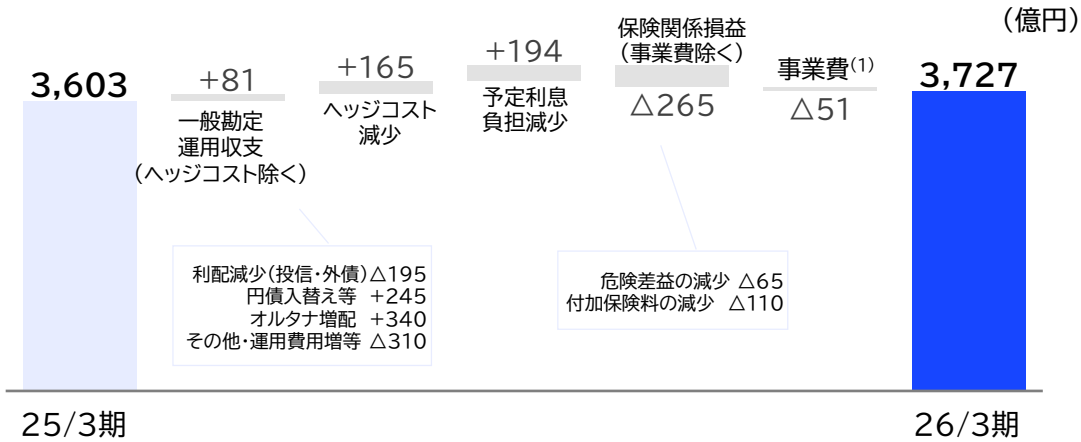 (億円)
3,603
+81
一般勘定
運用収支
(ヘッジコスト除く)
+165
ヘッジコスト
減少
+194
予定利息
負担減少
保険関係損益
(事業費除く)
△265
事業費(1)
△51
3,727
利配減少(投信・外債)△195
円債入替え等 +245
オルタナ増配 +340
その他・運用費用増等 △310
危険差益の減少 △65
付加保険料の減少 △110
25/3期
26/3期